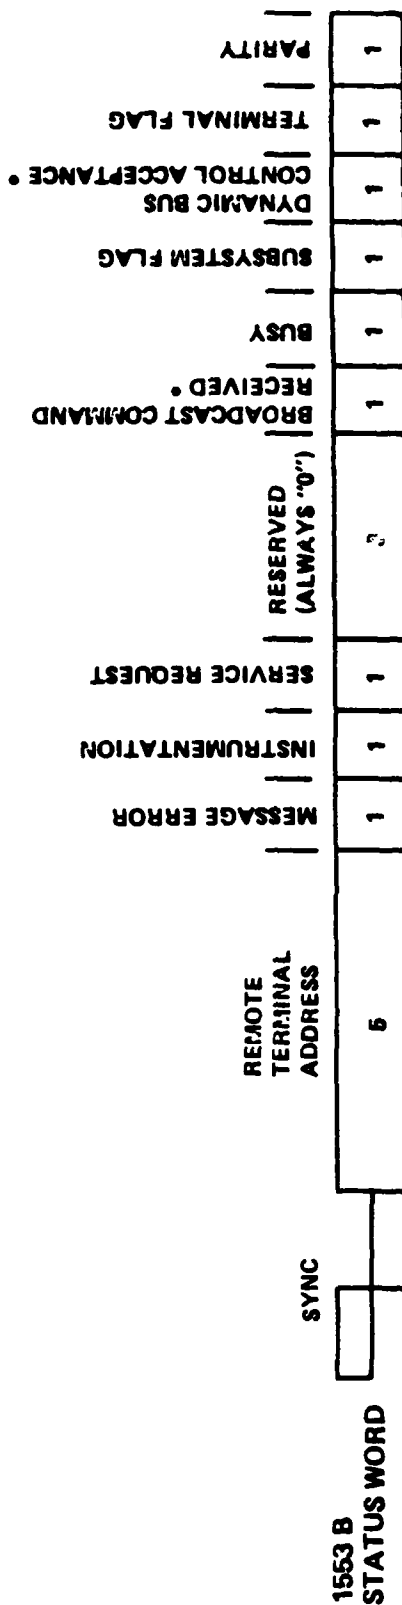 1553 B
STATUS WORD
SYNC
REMOTE
TERMINAL
ADDRESS
MESSAGE ERROR
INSTRUMENTATION
SERVICE REQUEST
RESERVED
(ALWAYS "0")
BROADCAST COMMAND
RECEIVED *
BUSY
SUBSYSTEM FLAG
DYNAMIC BUS
CONTROL ACCEPTANCE *
TERMINAL FLAG
PARITY
5
1
1
1
1
1
1
1
1
1